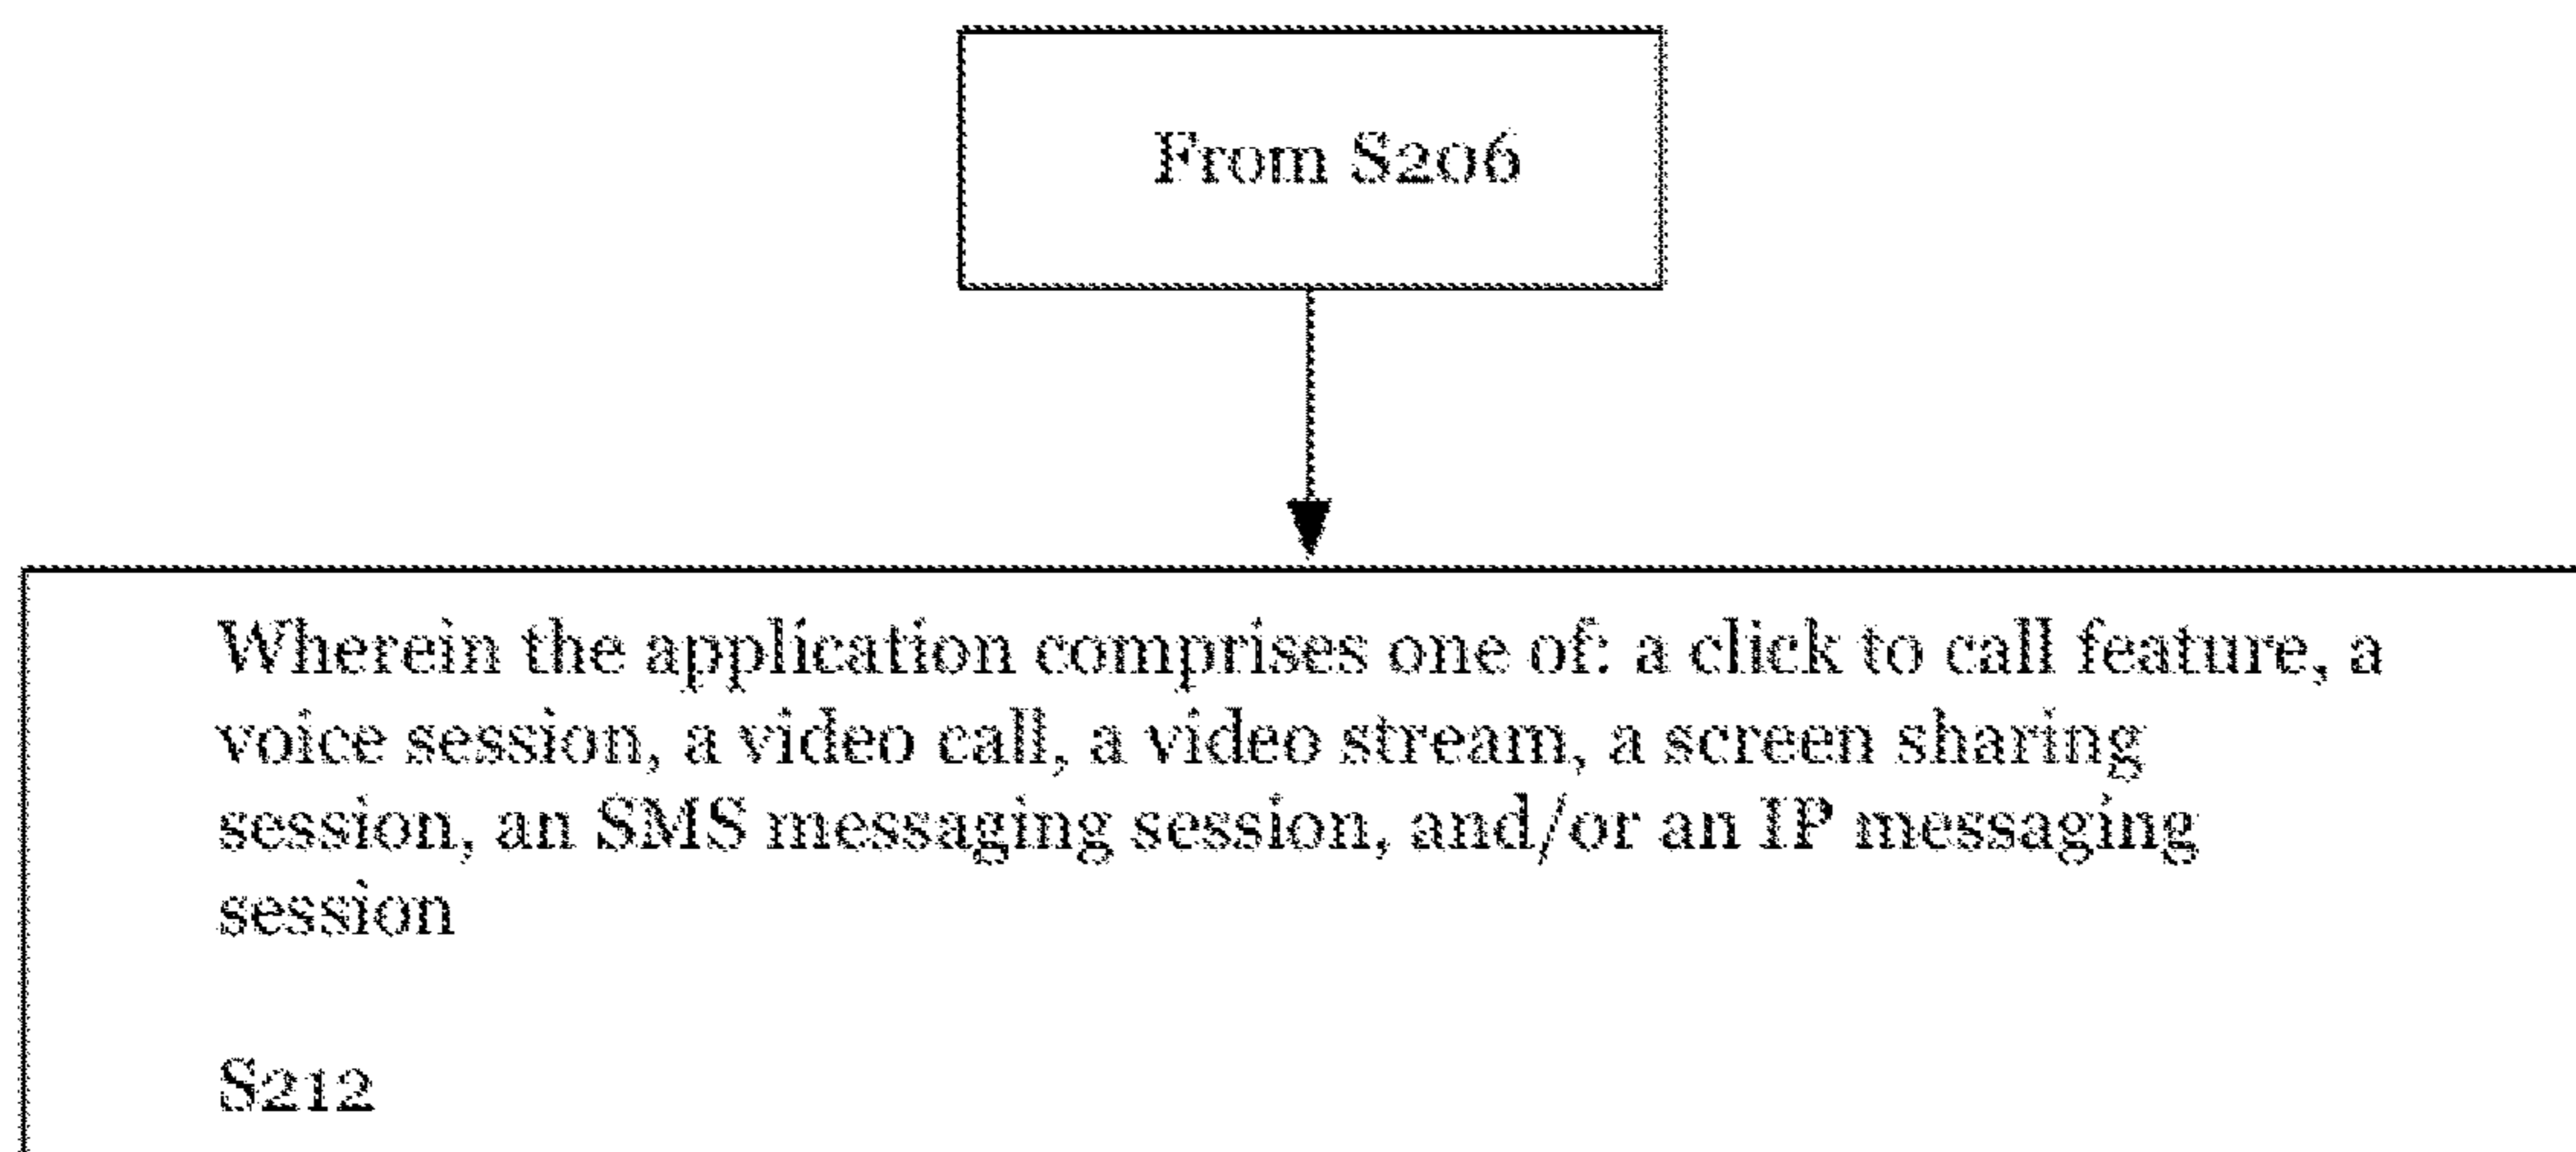 From S206
Wherein the application comprises one of: a click to call feature, a
voice session, a video call, a video stream, a screen sharing
session, an SMS messaging session, and/or an IP messaging
session
S212